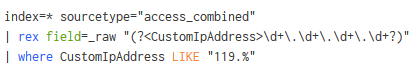 index=* sourcetype="access_combined"
| rex field=_raw "(?<CustomIpAddress>\d+\.\d+\.\d+\.\d+?)"
| where CustomIpAddress LIKE "119.%"